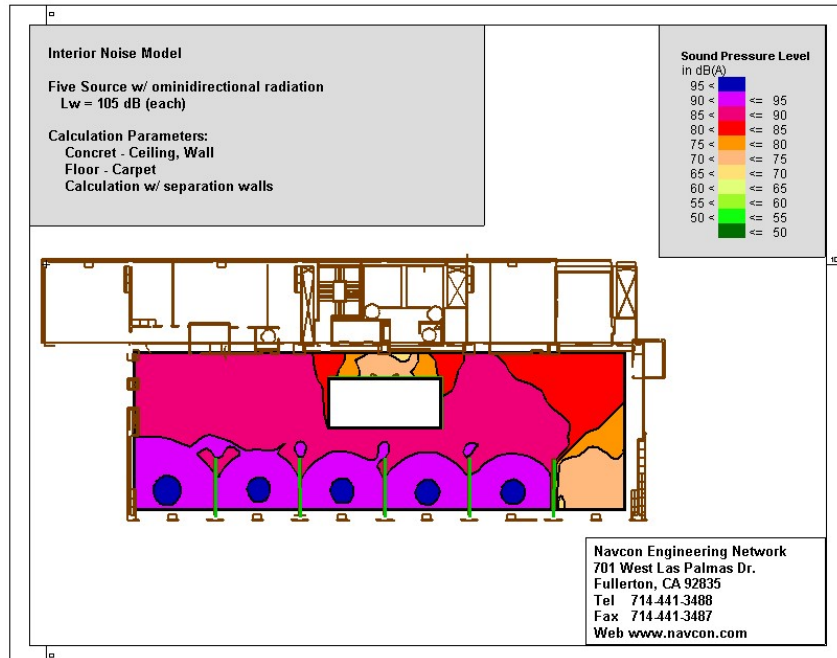 Interior Noise Model
Five Source w/ ominidirectional radiation
Lw = 105 dB (each)
Calculation Parameters:
Concret - Ceiling, Wall
Floor - Carpet
Calculation w/ separation walls
Sound Pressure Level
in dB(A)
95 <
90 < <= 95
85 < <= 90
80 < <= 85
75 < <= 80
70 < <= 75
65 < <= 70
60 < <= 65
55 < <= 60
50 < <= 55
<= 50
Navcon Engineering Network
701 West Las Palmas Dr.
Fullerton, CA 92835
Tel 714-441-3488
Fax 714-441-3487
Web www.navcon.com